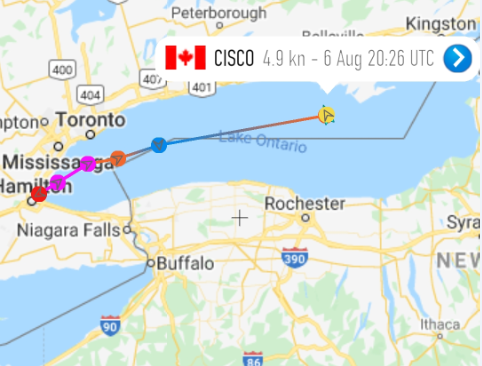 Peterborough
Kingston
Belleville
CISCO 4.9 kn - 6 Aug 20:26 UTC
400
407
401
404
mpton
Toronto
Lake Ontario
Mississauga
Hamilton
Rochester
Niagara Falls
Syra
Buffalo
390
NEW
90
Ithaca
86